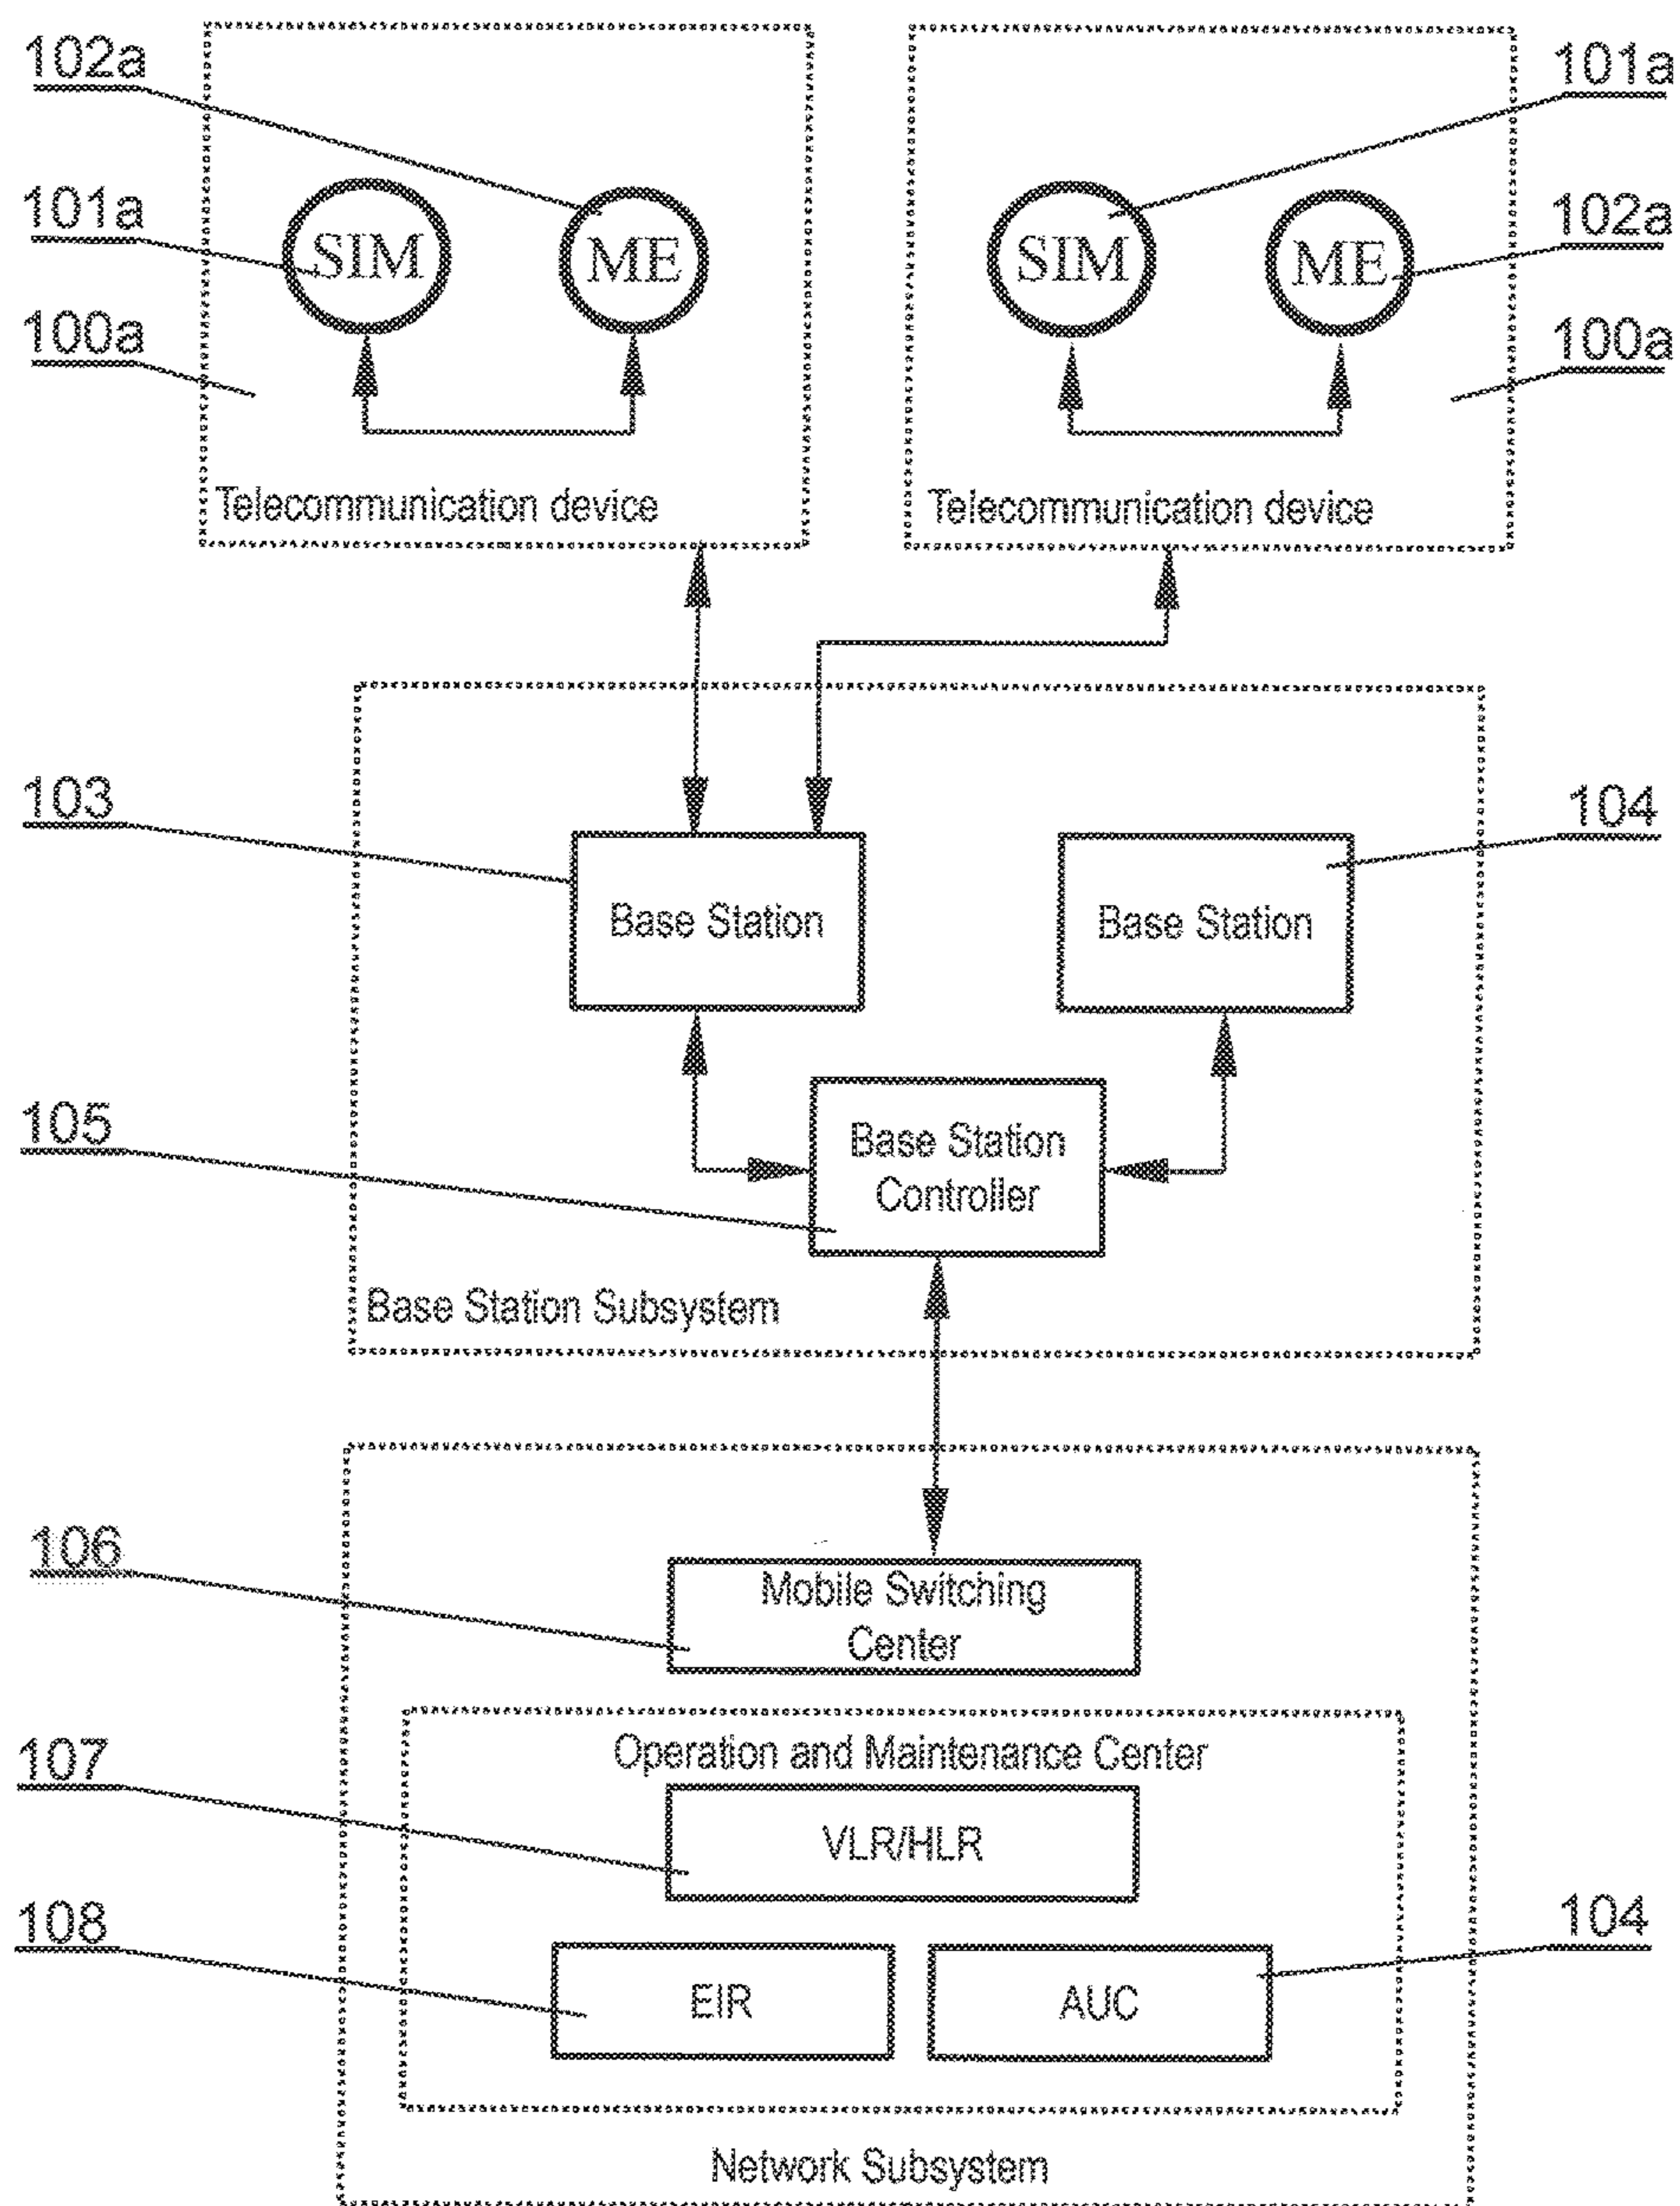 102a
101a
101a
102a
SIM
ME
SIM
ME
100a
100a
Telecommunication device
Telecommunication device
103
104
Base Station
Base Station
105
Base Station
Controller
Base Station Subsystem
106
Mobile Switching
Center
107
Operation and Maintenance Center
VLR/HLR
108
104
EIR
AUC
Network Subsystem